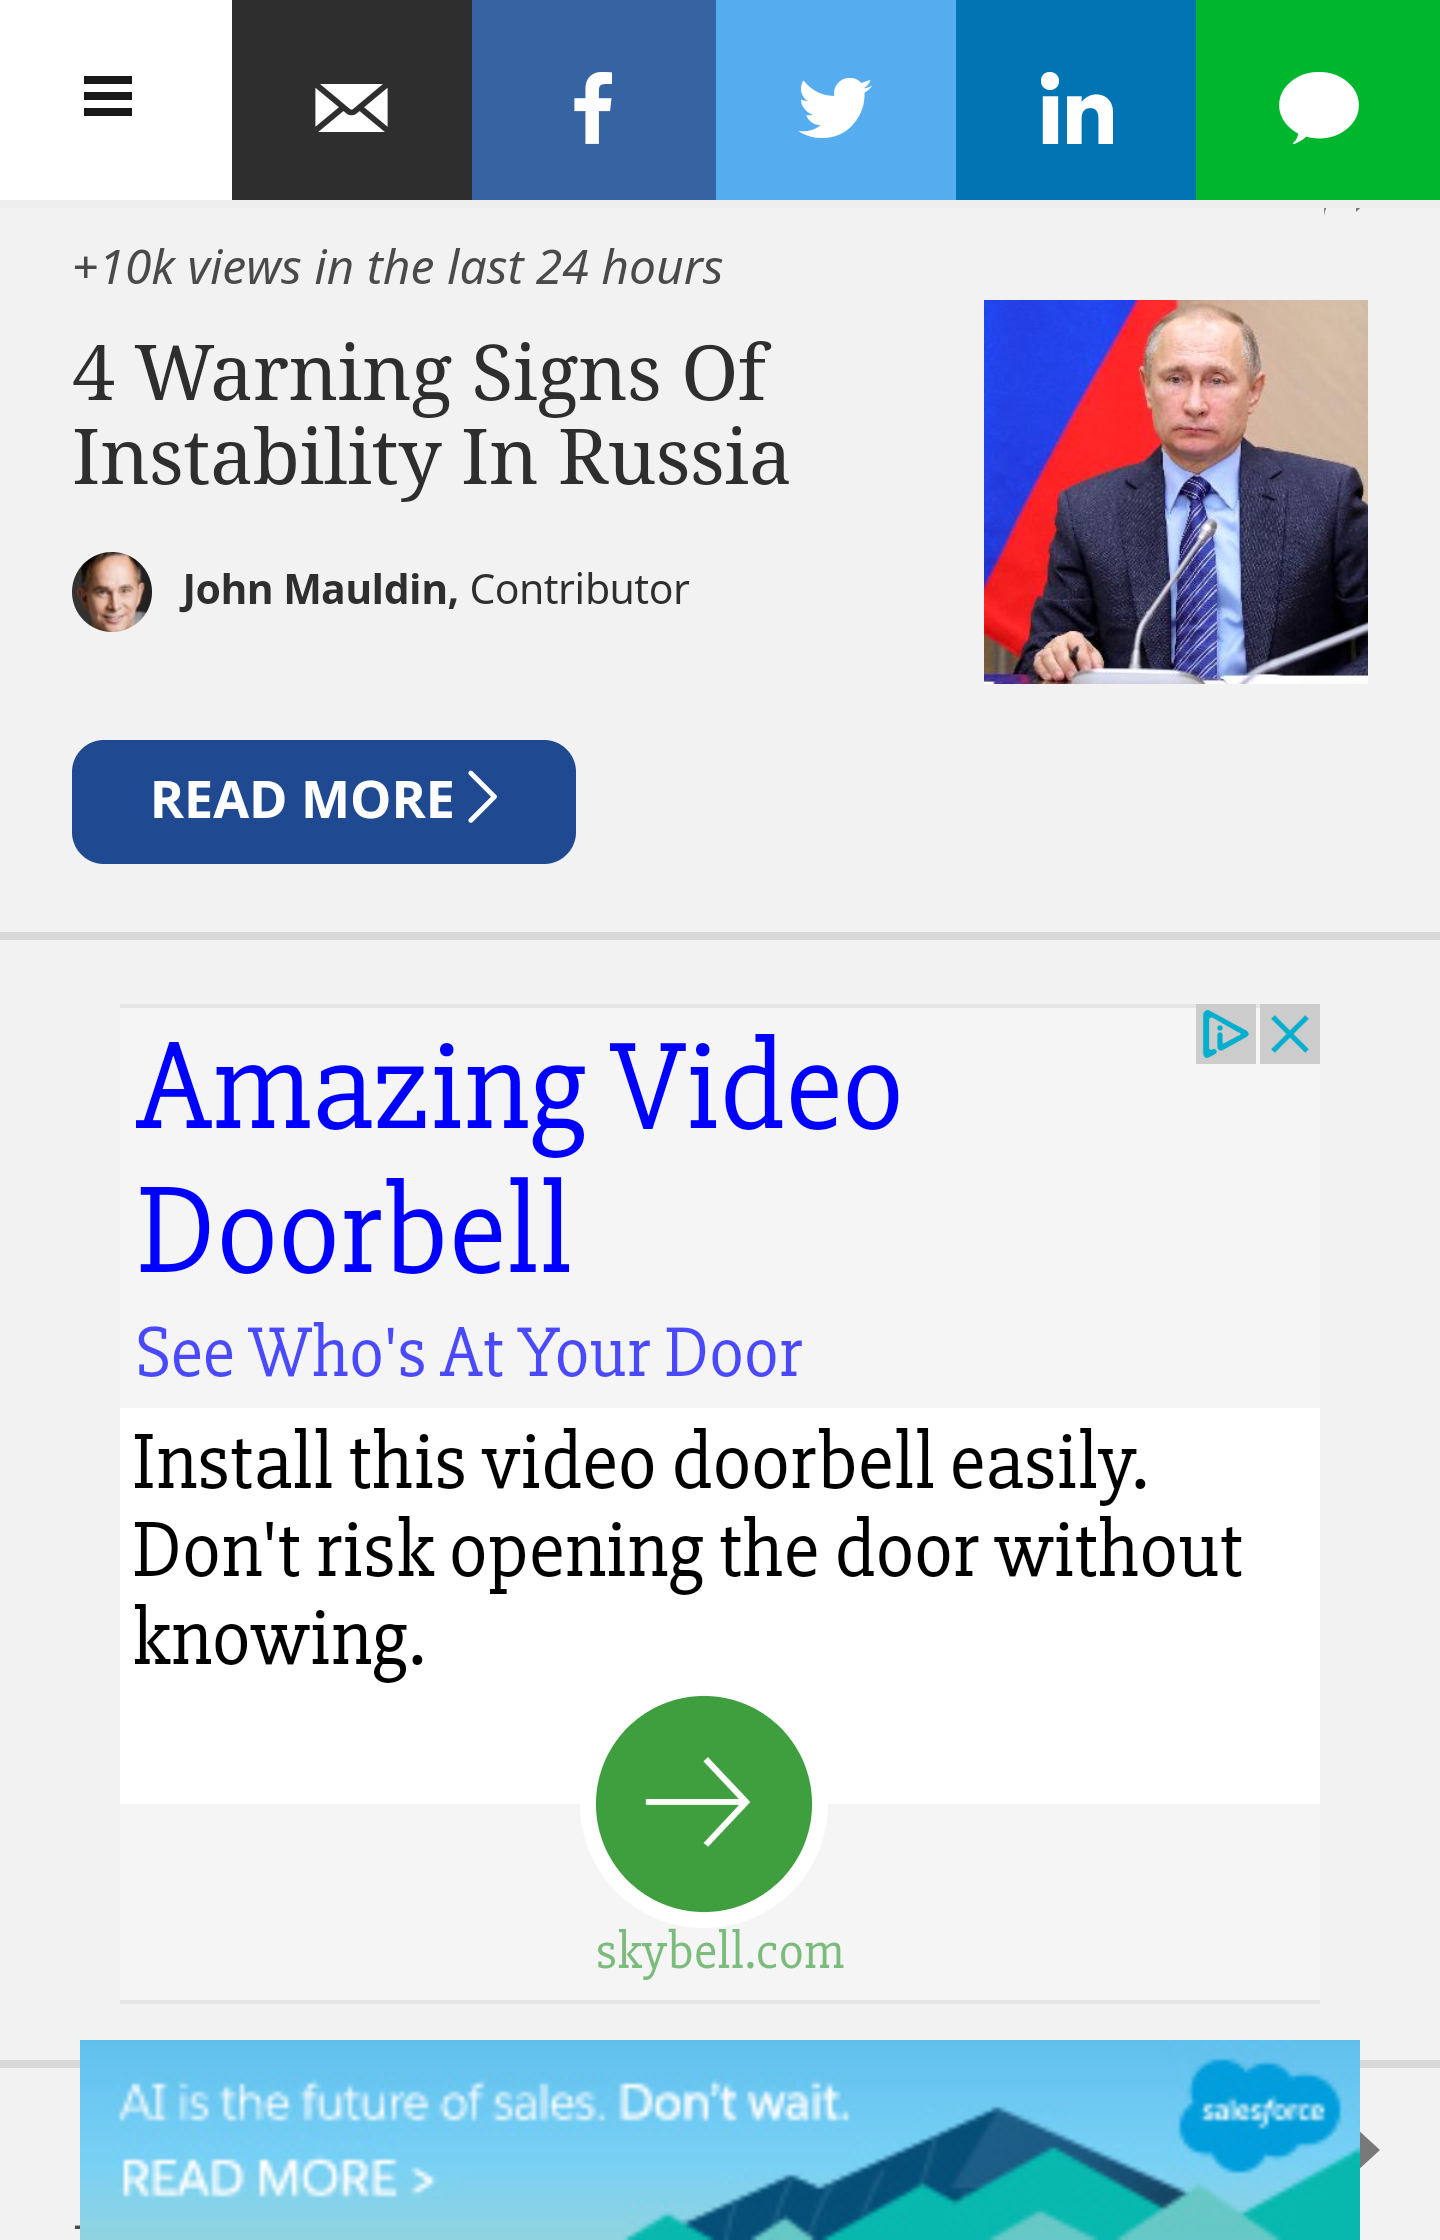 +10k views in the last 24 hours
4 Warning Signs Of
Instability In Russia
John Mauldin, Contributor
READ MORE
Amazing Video
Doorbell
See Who's At Your Door
Install this video doorbell easily.
Don't risk opening the door without
knowing.
skybell.com
AI is the future of sales. Don't wait.
salesforce
READ MORE >